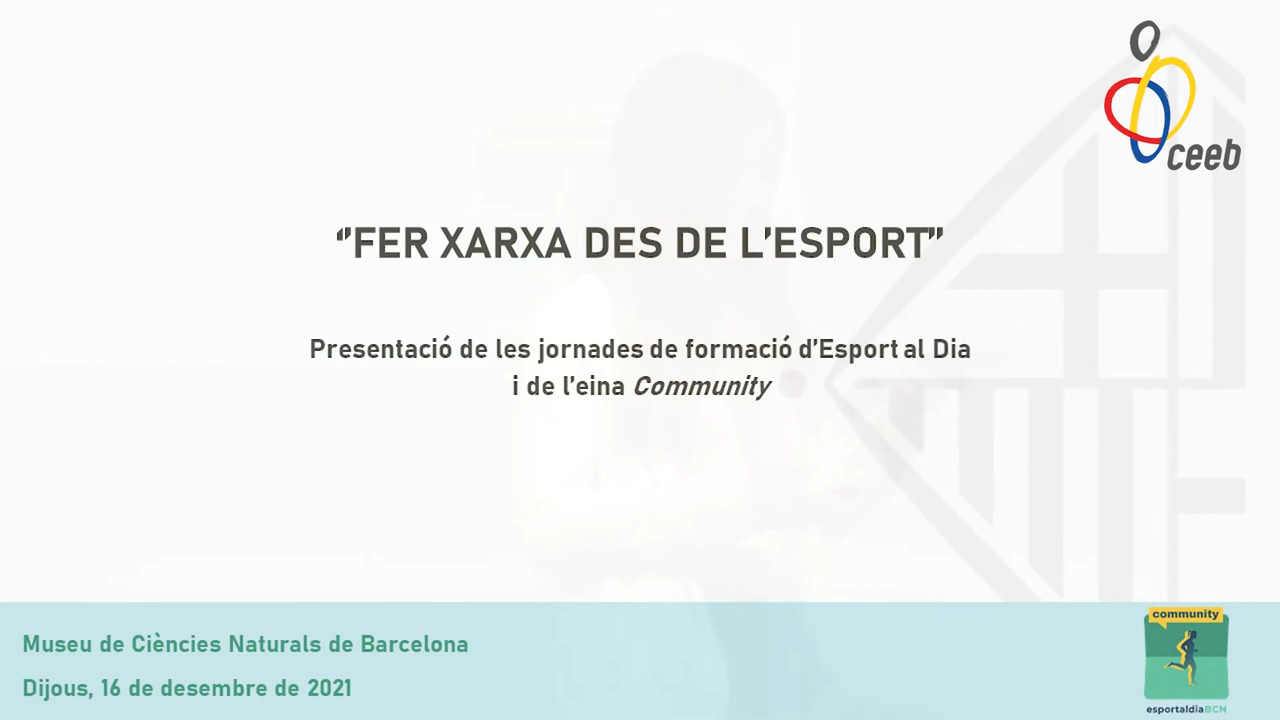 ceeb
‘’FER XARXA DES DE L’ESPORT’’
Presentació de les jornades de formació d’Esport al Dia
i de l’eina Community
Museu de Ciències Naturals de Barcelona
Dijous, 16 de desembre de 2021
community
esportaldiaBCN